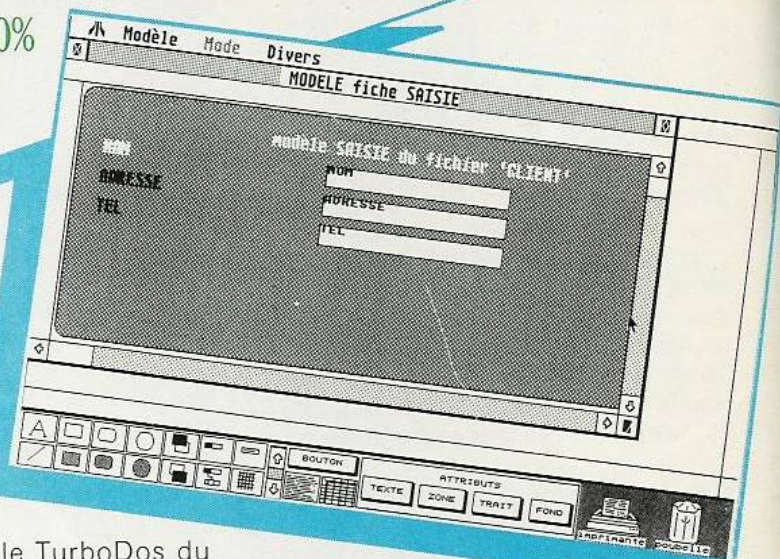 0%
Modèle Mode Divers
MODELE fiche SAISIE
Modèle SAISIE du fichier 'CLIENT'
NOM
NOM
ADRESSE
ADRESSE
TEL
TEL
A
BOUTON
ATTRIBUTS
TEXTE ZONE TRAIT FOND
imprimante poubelle
le TurboDos du